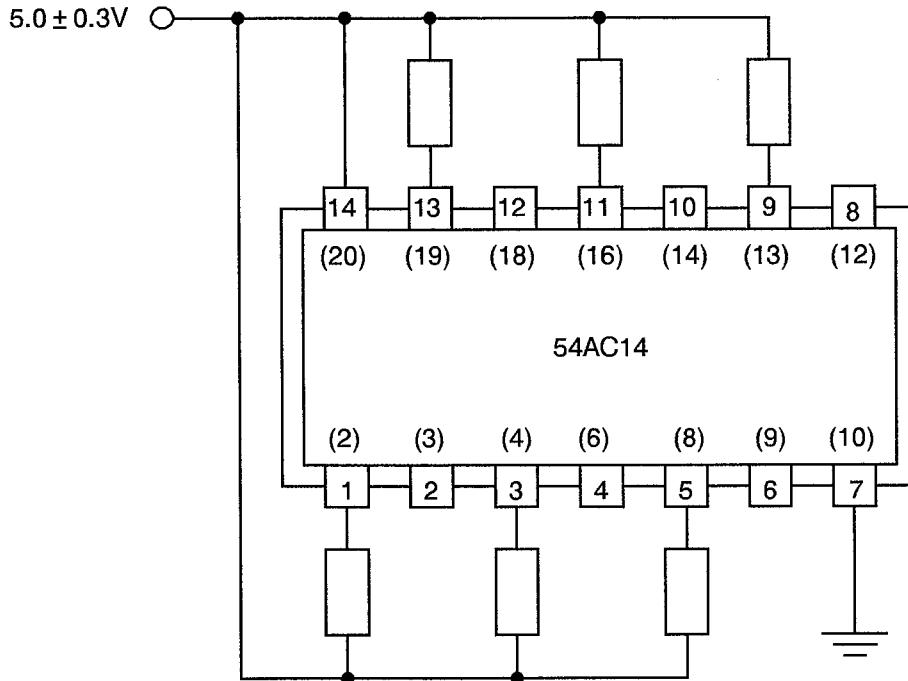 5.0 ± 0.3V
14 13 12 11 10 9 8
(20) (19) (18) (16) (14) (13) (12)
54AC14
(2) (3) (4) (6) (8) (9) (10)
1 2 3 4 5 6 7